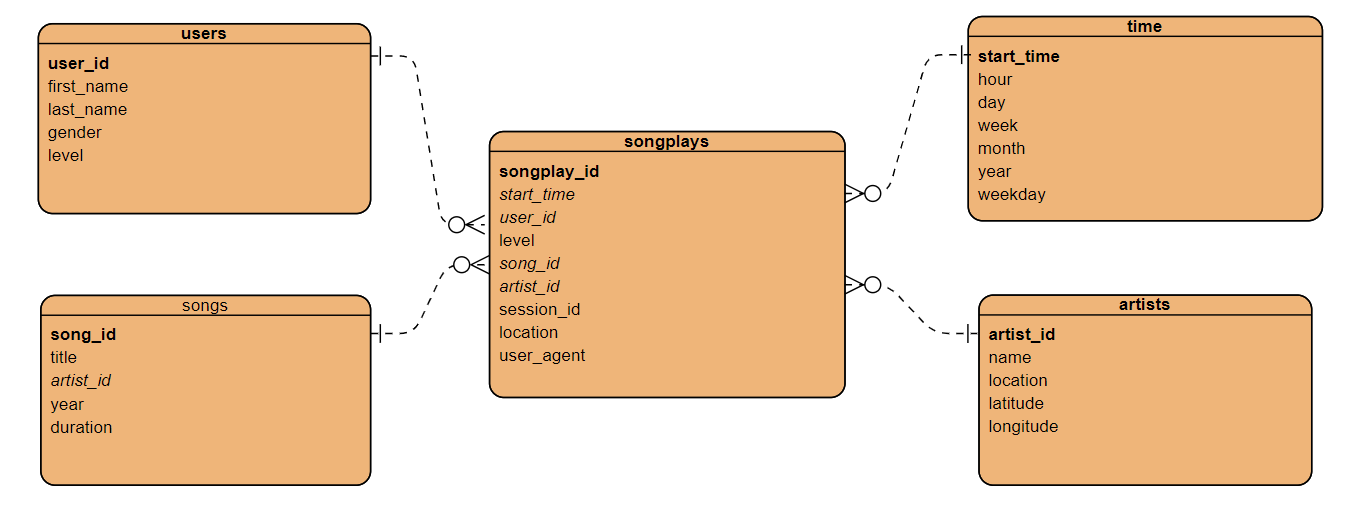 users
user_id
first_name
last_name
gender
level
songs
song_id
title
artist_id
year
duration
songplays
songplay_id
start_time
user_id
level
song_id
artist_id
session_id
location
user_agent
time
start_time
hour
day
week
month
year
weekday
artists
artist_id
name
location
latitude
longitude